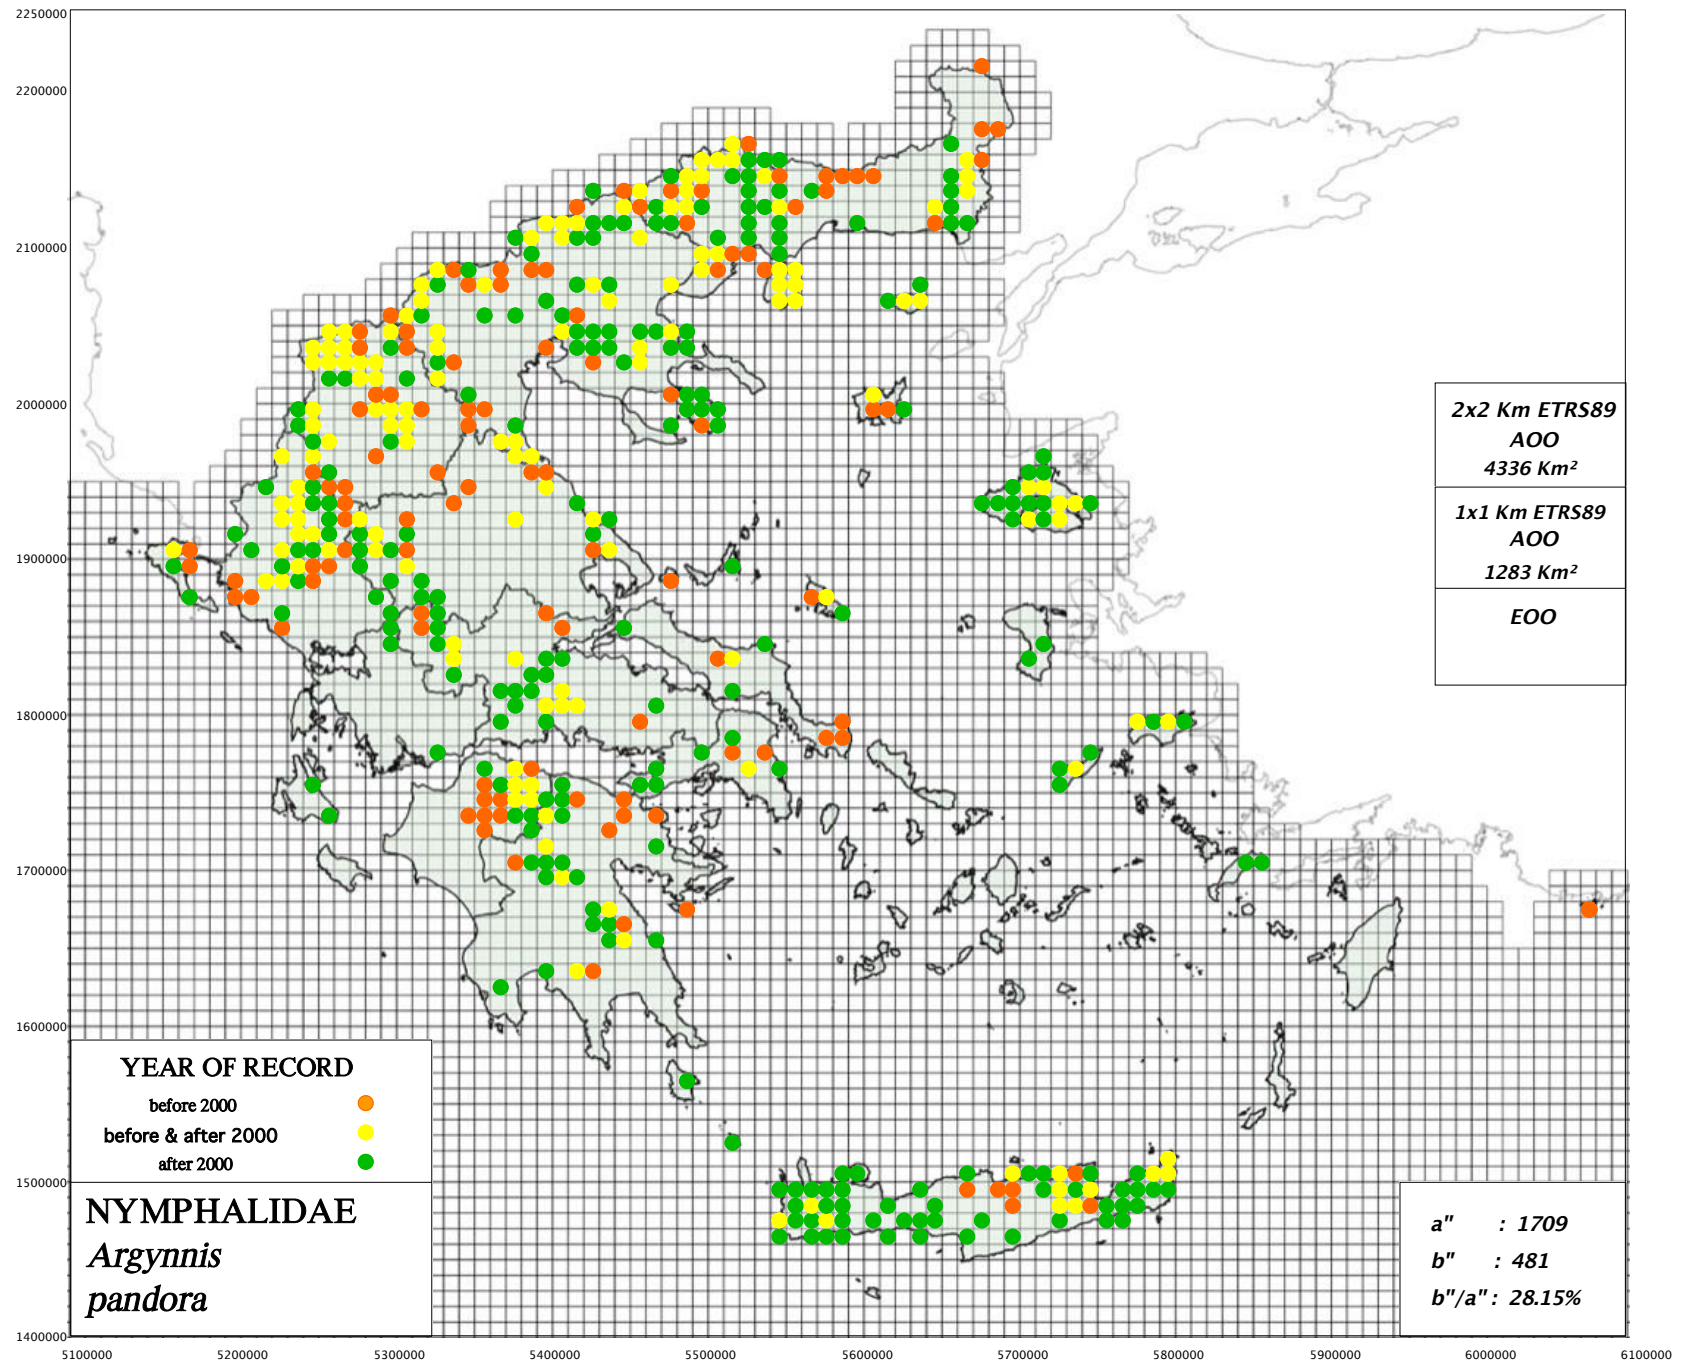 2250000
2200000
2100000
2000000
1900000
1800000
1700000
1600000
1500000
1400000
2x2 Km ETRS89
AOO
4336 Km²
1x1 Km ETRS89
AOO
1283 Km²
EOO
YEAR OF RECORD
before 2000
before & after 2000
after 2000
NYMPHALIDAE
Argynnis
pandora
a" : 1709
b" : 481
b"/a" : 28.15%
5100000 5200000 5300000 5400000 5500000 5600000 5700000 5800000 5900000 6000000 6100000